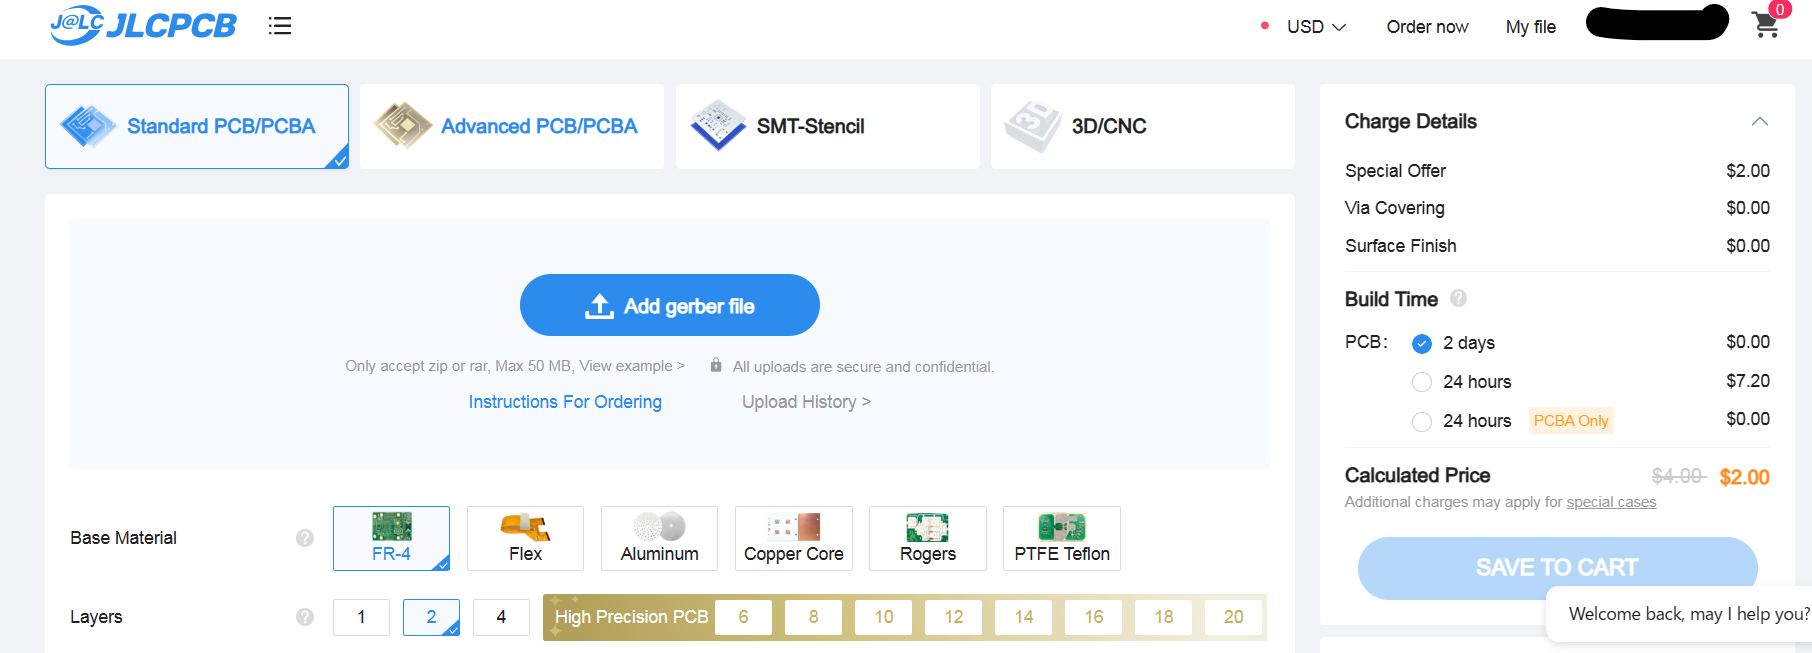 J@LC JLCPCB
USD
Order now
My file
0
Standard PCB/PCBA
Advanced PCB/PCBA
SMT-Stencil
3D
3D/CNC
Add gerber file
Only accept zip or rar, Max 50 MB, View example >
All uploads are secure and confidential.
Instructions For Ordering
Upload History >
Base Material ?
FR-4
Flex
Aluminum
Copper Core
Rogers
PTFE Teflon
Layers ?
1
2
4
High Precision PCB
6
8
10
12
14
16
18
20
Charge Details
Special Offer $2.00
Via Covering $0.00
Surface Finish $0.00
Build Time ?
PCB: 2 days $0.00
24 hours $7.20
24 hours PCBA Only $0.00
Calculated Price $4.00 $2.00
Additional charges may apply for special cases
SAVE TO CART
Welcome back, may I help you?